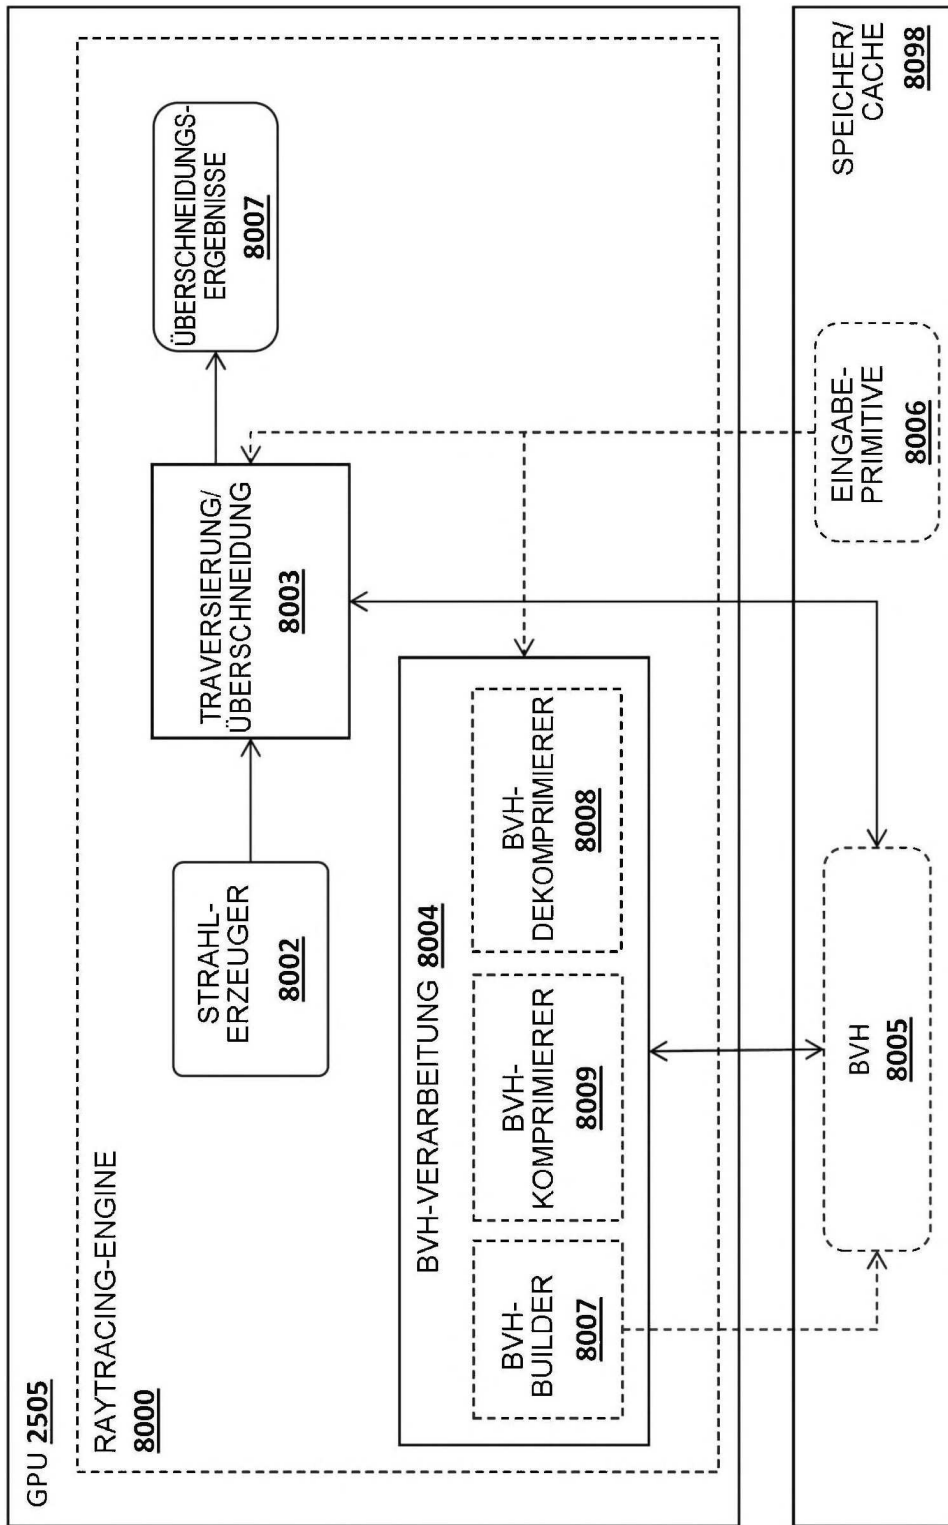 GPU 2505
RAYTRACING-ENGINE
8000
STRAHL-
ERZEUGER
8002
TRAVERSIERUNG/
ÜBERSCHNEIDUNG
8003
ÜBERSCHNEIDUNGS-
ERGEBNISSE
8007
BVH-VERARBEITUNG 8004
BVH-
BUILDER
8007
BVH-
KOMPRIMIERER
8009
BVH-
DEKOMPRIMIERER
8008
BVH
8005
EINGABE-
PRIMITIVE
8006
SPEICHER/
CACHE
8098